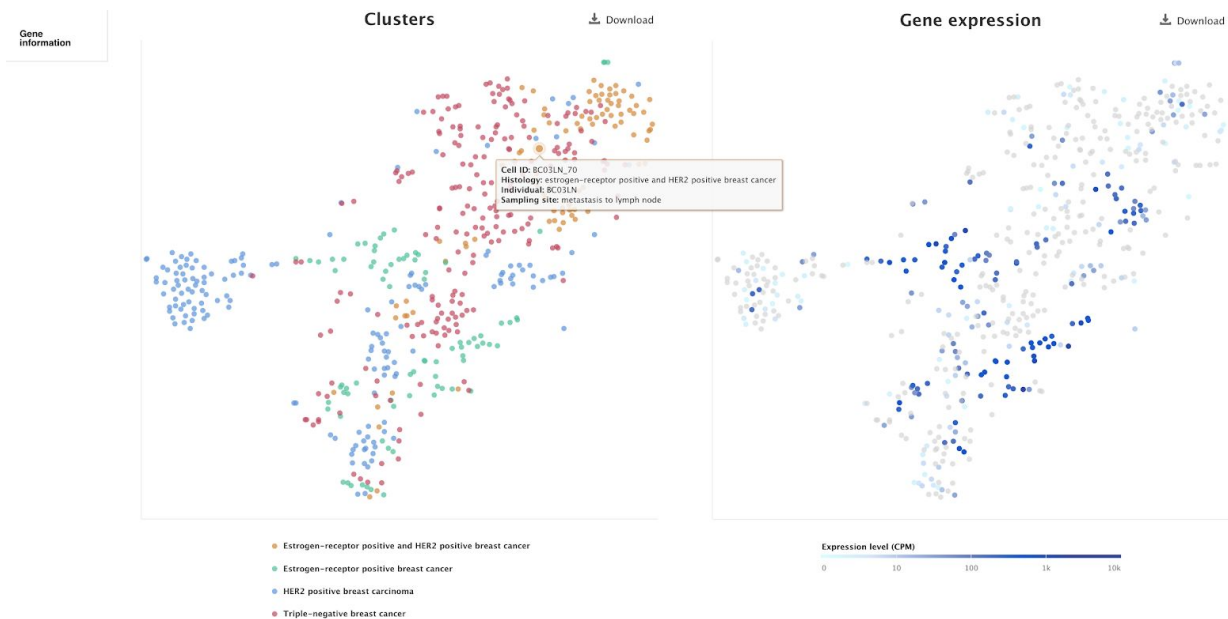 Gene
information
Clusters
Download
Gene expression
Download
Cell ID: BC03LN_70
Histology: estrogen-receptor positive and HER2 positive breast cancer
Individual: BC03LN
Sampling site: metastasis to lymph node
Estrogen-receptor positive and HER2 positive breast cancer
Estrogen-receptor positive breast cancer
HER2 positive breast carcinoma
Triple-negative breast cancer
Expression level (CPM)
0 10 100 1k 10k